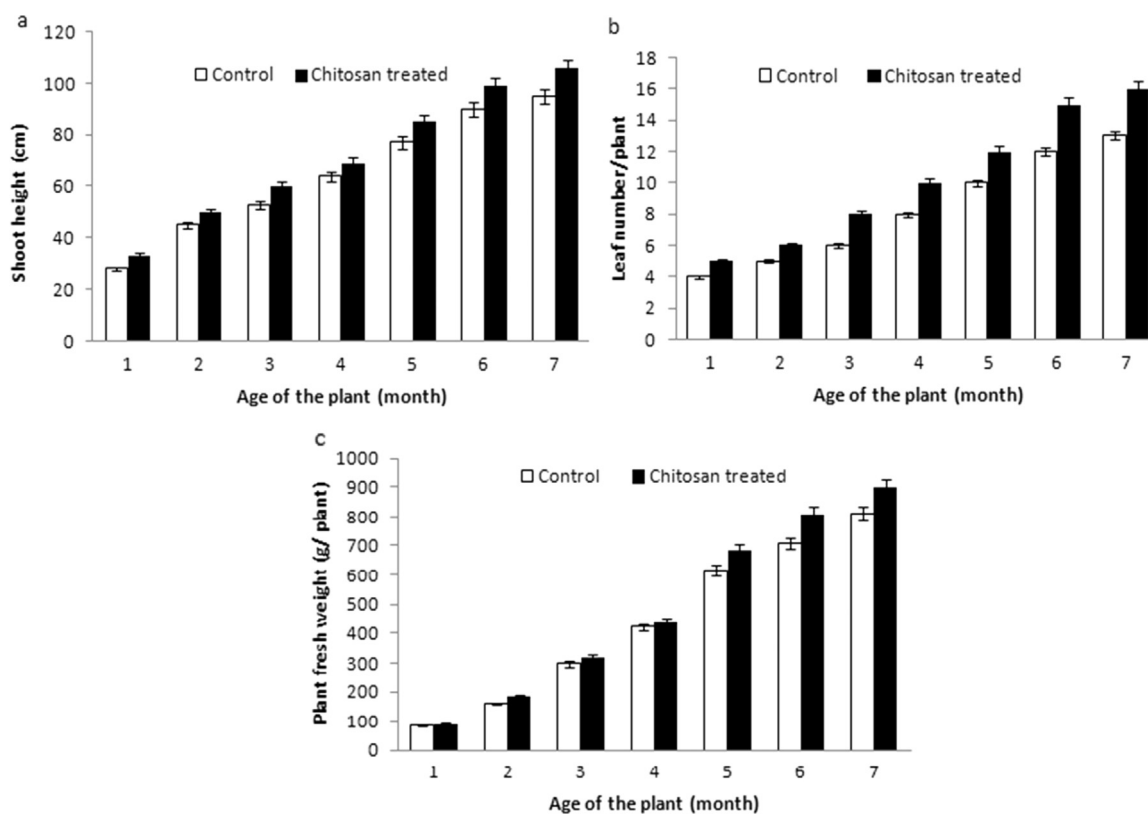 a
Shoot height (cm)
120
100
80
60
40
20
0
Control Chitosan treated
1 2 3 4 5 6 7
Age of the plant (month)
b
Leaf number/plant
18
16
14
12
10
8
6
4
2
0
Control Chitosan treated
1 2 3 4 5 6 7
Age of the plant (month)
c
Plant fresh weight (g/ plant)
1000
900
800
700
600
500
400
300
200
100
0
Control Chitosan treated
1 2 3 4 5 6 7
Age of the plant (month)